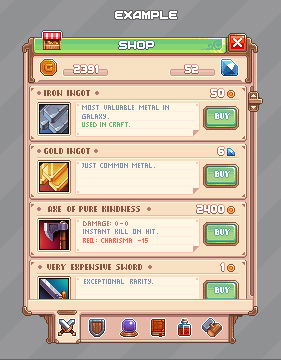 EXAMPLE
SHOP
2391
52
IRON INGOT
50
MOST VALUABLE METAL IN
GALAXY.
USED IN CRAFT.
BUY
GOLD INGOT
6
JUST COMMON METAL.
BUY
AXE OF PURE KINDNESS
2400
DAMAGE: 0-0
INSTANT KILL ON HIT.
REQ: CHARISMA +15
BUY
VERY EXPENSIVE SWORD
1
EXCEPTIONAL RARITY.
BUY